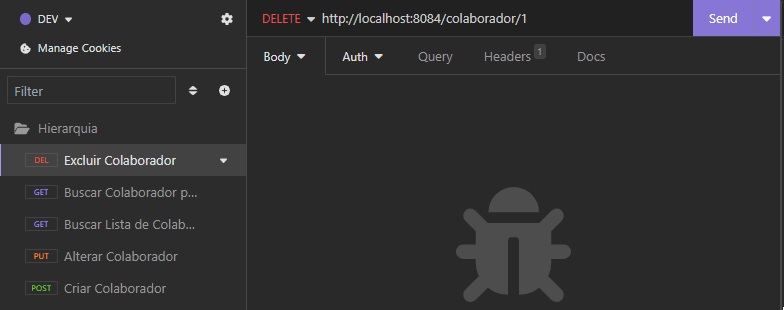 DEV
Manage Cookies
Filter
Hierarquia
DEL Excluir Colaborador
GET Buscar Colaborador p...
GET Buscar Lista de Colab...
PUT Alterar Colaborador
POST Criar Colaborador
DELETE http://localhost:8084/colaborador/1 Send
Body Auth Query Headers 1 Docs